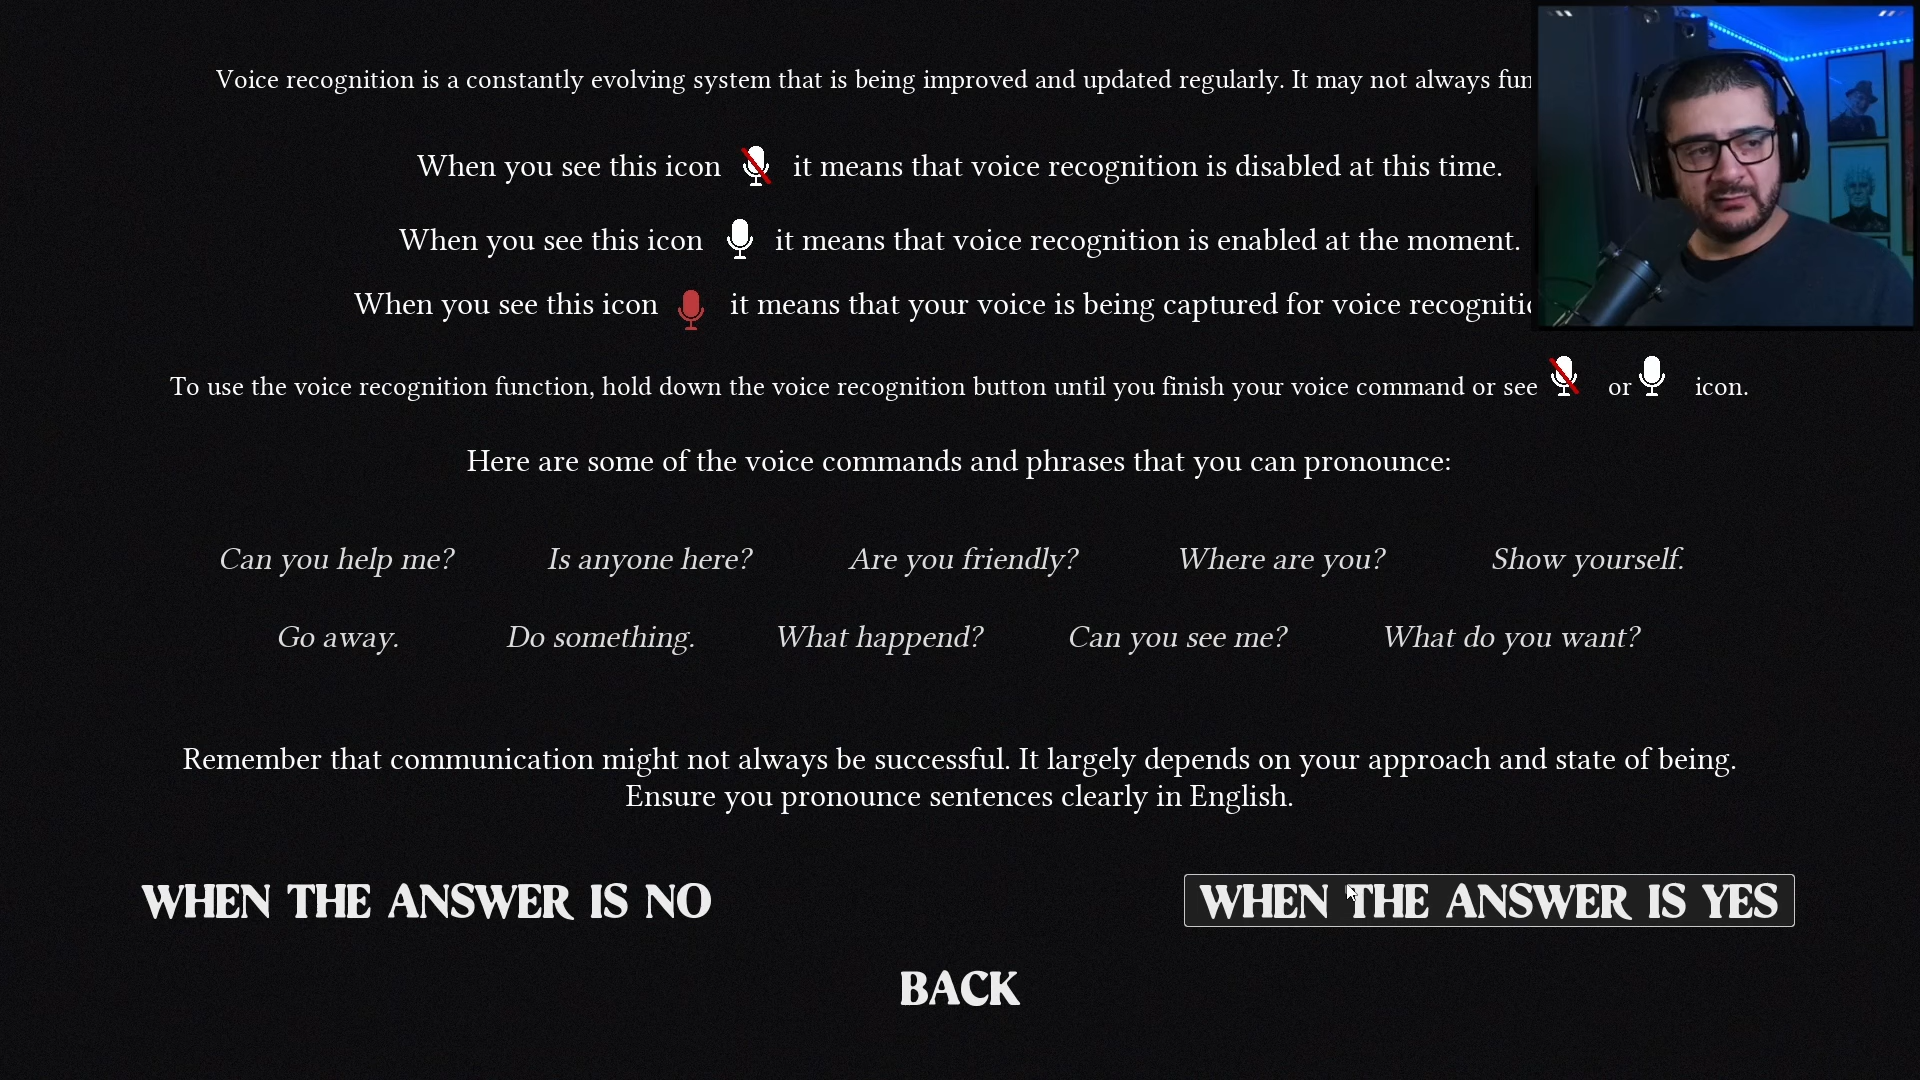 Voice recognition is a constantly evolving system that is being improved and updated regularly. It may not always
When you see this icon it means that voice recognition is disabled at this time.
When you see this icon it means that voice recognition is enabled at the moment.
When you see this icon it means that your voice is being captured for voice
To use the voice recognition function, hold down the voice recognition button until you finish your voice command or see or icon.
Here are some of the voice commands and phrases that you can pronounce:
Can you help me? Is anyone here? Are you friendly? Where are you? Show yourself.
Go away. Do something. What happend? Can you see me? What do you want?
Remember that communication might not always be successful. It largely depends on your approach and state of being.
Ensure you pronounce sentences clearly in English.
WHEN THE ANSWER IS NO WHEN THE ANSWER IS YES
BACK